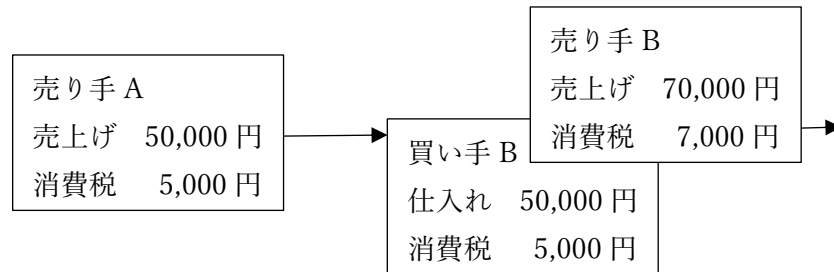 売り手 A
売上げ 50,000 円
消費税 5,000 円
買い手 B
仕入れ 50,000 円
消費税 5,000 円
売り手 B
売上げ 70,000 円
消費税 7,000 円